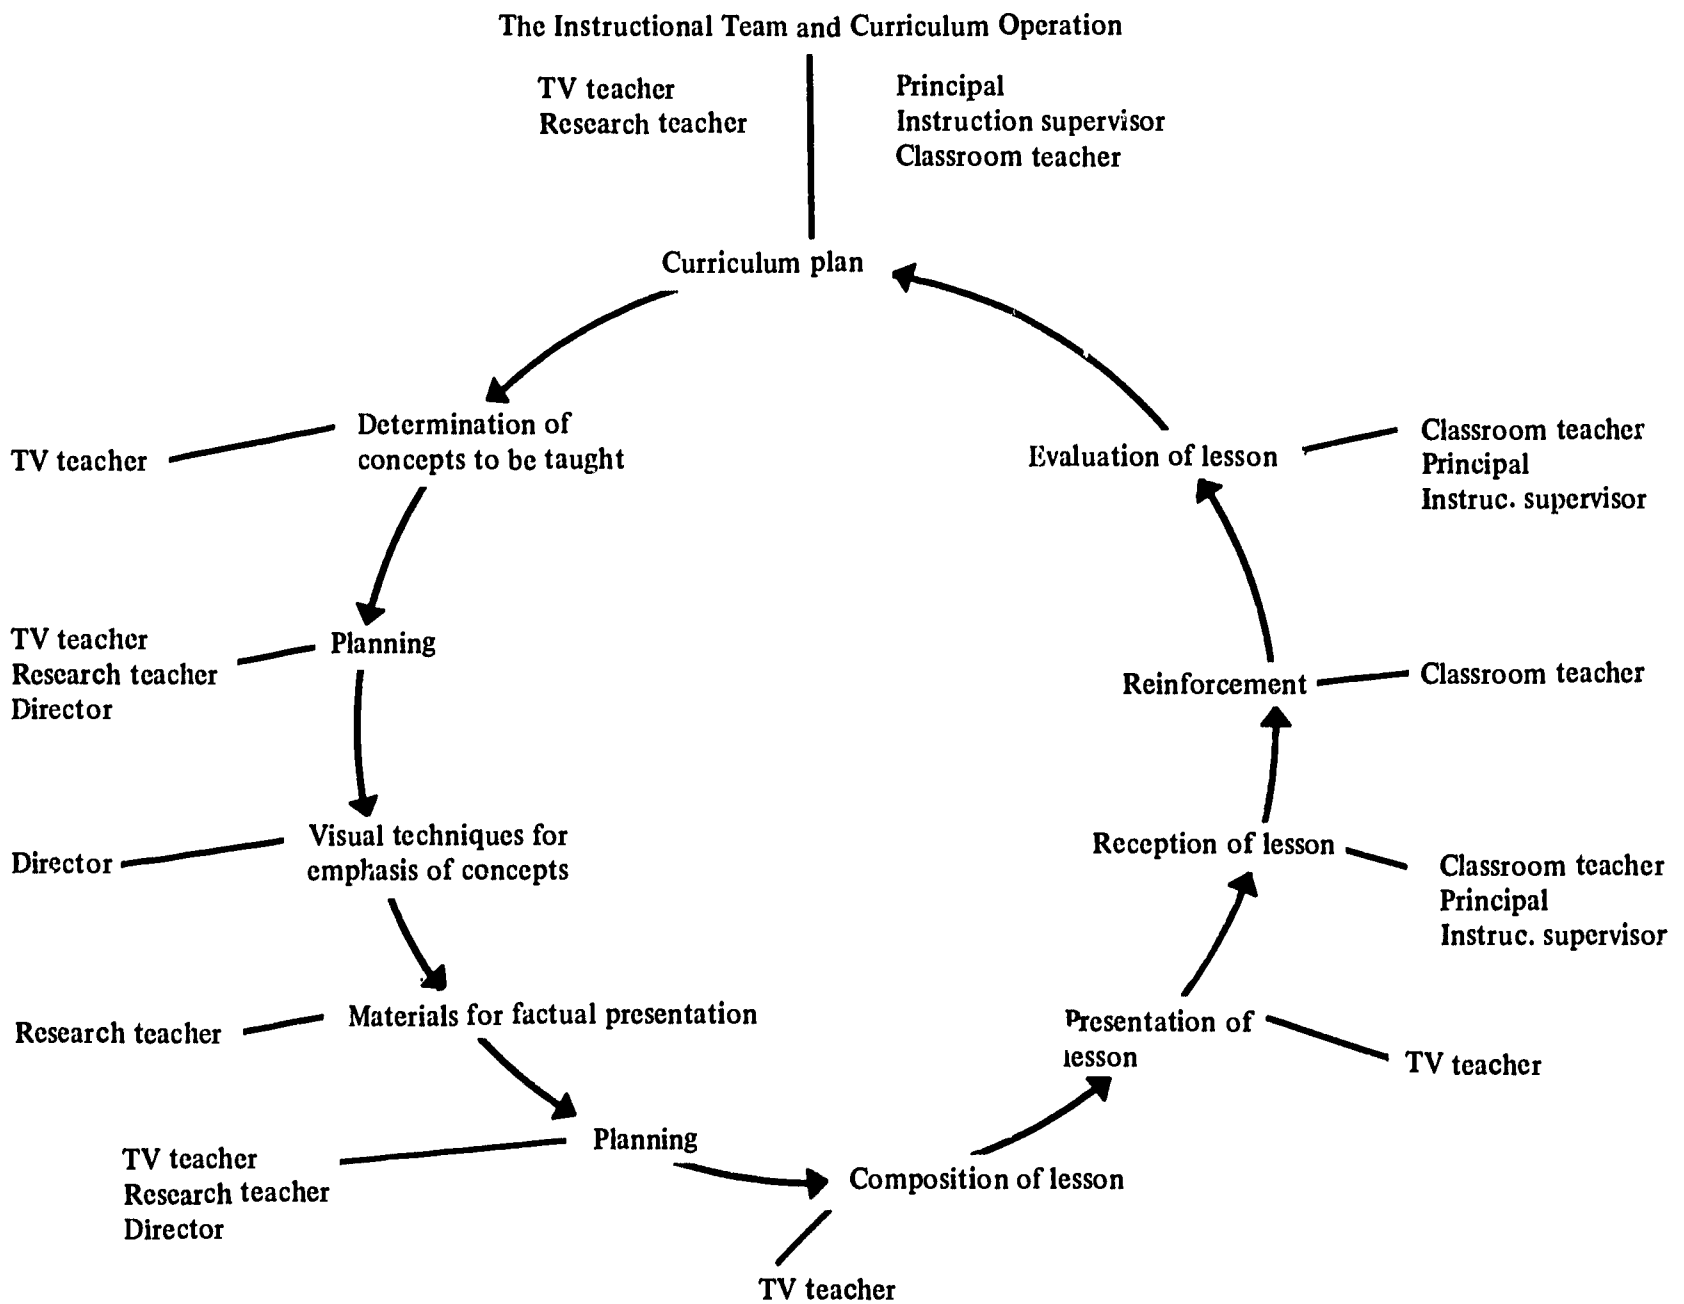 The Instructional Team and Curriculum Operation
TV teacher
Research teacher
Principal
Instruction supervisor
Classroom teacher
Curriculum plan
Determination of
concepts to be taught
TV teacher
Planning
TV teacher
Research teacher
Director
Visual techniques for
emphasis of concepts
Director
Materials for factual presentation
Research teacher
Planning
TV teacher
Research teacher
Director
Composition of lesson
TV teacher
Presentation of
lesson
TV teacher
Reception of lesson
Classroom teacher
Principal
Instruc. supervisor
Reinforcement
Classroom teacher
Evaluation of lesson
Classroom teacher
Principal
Instruc. supervisor